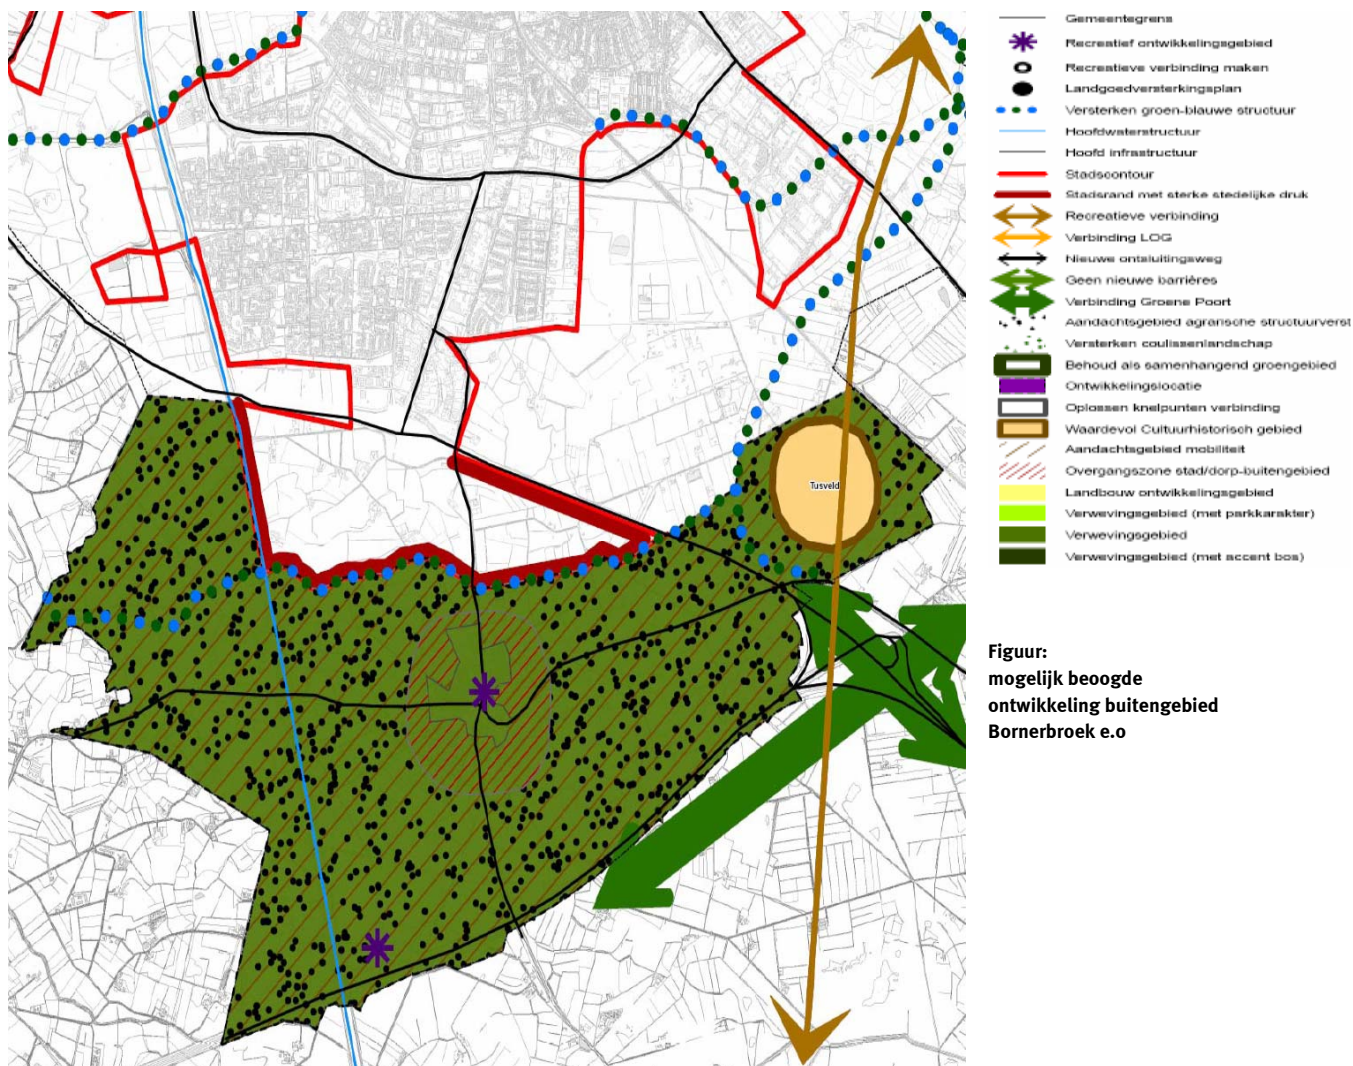 Gemeentegrens
Recreatief ontwikkelingsgebied
Recreatieve verbinding maken
Landgoedversterkingsplan
Versterken groen-blauwe structuur
Hoofdwaterstructuur
Hoofd infrastructuur
Stadscontour
Stadsrand met sterke stedelijke druk
Recreatieve verbinding
Verbinding LOG
Nieuwe ontsluitingsweg
Geen nieuwe barrières
Verbinding Groene Poort
Aandachtsgebied agrarische structuurverst
Versterken coulissenlandschap
Behoud als samenhangend groengebied
Ontwikkelingslocatie
Oplossen knelpunten verbinding
Waardevol Cultuurhistorisch gebied
Aandachtsgebied mobiliteit
Overgangszone stad/dorp-buitengebied
Landbouw ontwikkelingsgebied
Verwevingsgebied (met parkkarakter)
Verwevingsgebied
Verwevingsgebied (met accent bos)
Tusveld
Figuur:
mogelijk beoogde
ontwikkeling buitengebied
Bornerbroek e.o